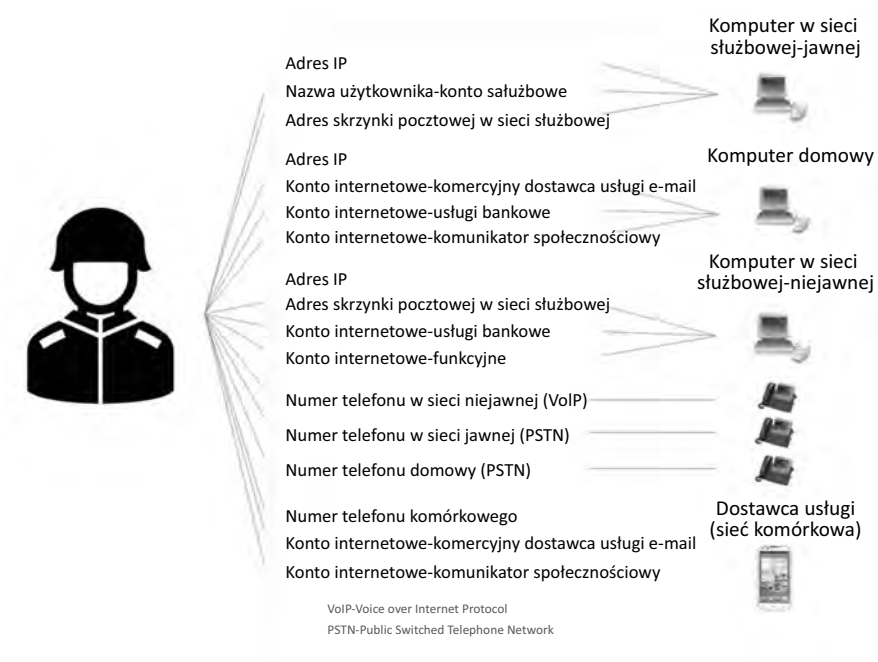 Komputer w sieci
służbowej-jawnej
Adres IP
Nazwa użytkownika-konto sałużbowe
Adres skrzynki pocztowej w sieci służbowej
Komputer domowy
Adres IP
Konto internetowe-komercyjny dostawca usługi e-mail
Konto internetowe-usługi bankowe
Konto internetowe-komunikator społecznościowy
Komputer w sieci
służbowej-niejawnej
Adres IP
Adres skrzynki pocztowej w sieci służbowej
Konto internetowe-usługi bankowe
Konto internetowe-funkcyjne
Numer telefonu w sieci niejawnej (VolP)
Numer telefonu w sieci jawnej (PSTN)
Numer telefonu domowy (PSTN)
Dostawca usługi
(sieć komórkowa)
Numer telefonu komórkowego
Konto internetowe-komercyjny dostawca usługi e-mail
Konto internetowe-komunikator społecznościowy
VoIP-Voice over Internet Protocol
PSTN-Public Switched Telephone Network